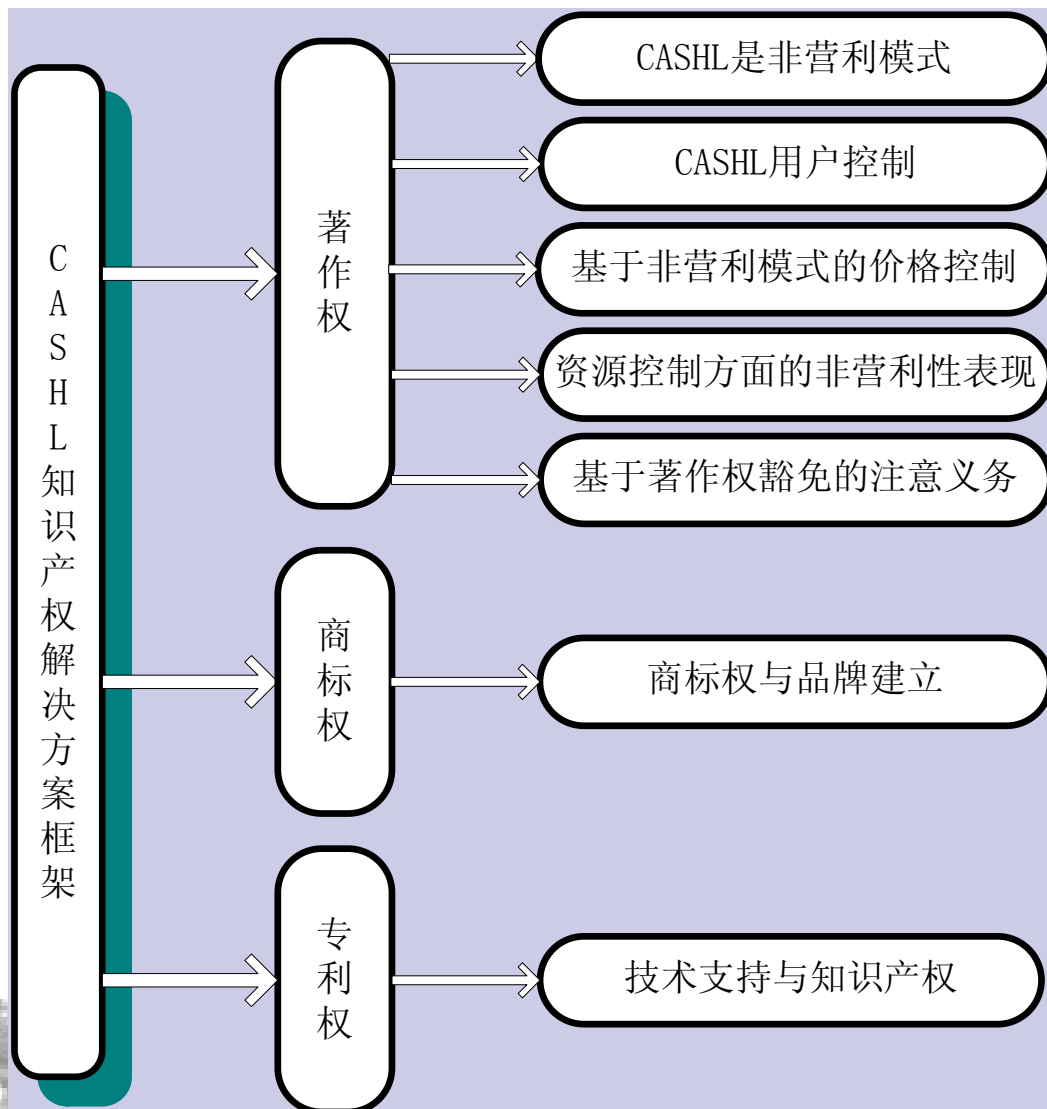 CASHL知识产权解决方案框架
著作权
CASHL是非营利模式
CASHL用户控制
基于非营利模式的价格控制
资源控制方面的非营利性表现
基于著作权豁免的注意义务
商标权
商标权与品牌建立
专利权
技术支持与知识产权